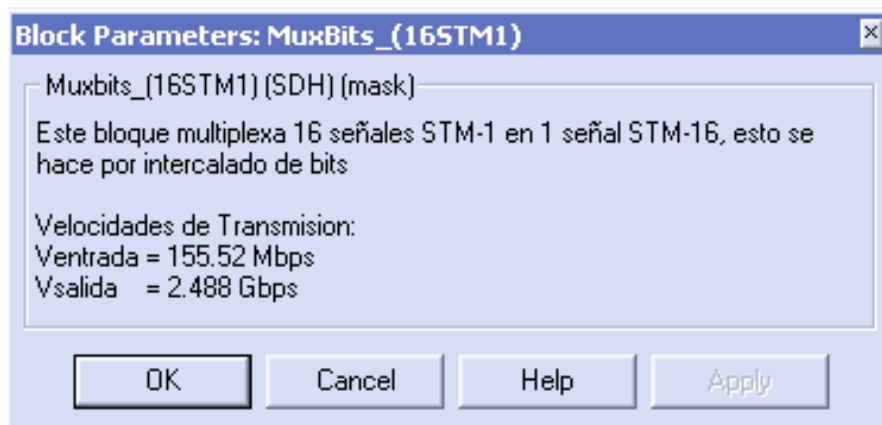 Block Parameters: MuxBits_(16STM1)
Muxbits_(16STM1) (SDH) (mask)
Este bloque multiplexa 16 señales STM-1 en 1 señal STM-16, esto se
hace por intercalado de bits
Velocidades de Transmision:
Ventrada = 155.52 Mbps
Vsalida = 2.488 Gbps
OK Cancel Help Apply